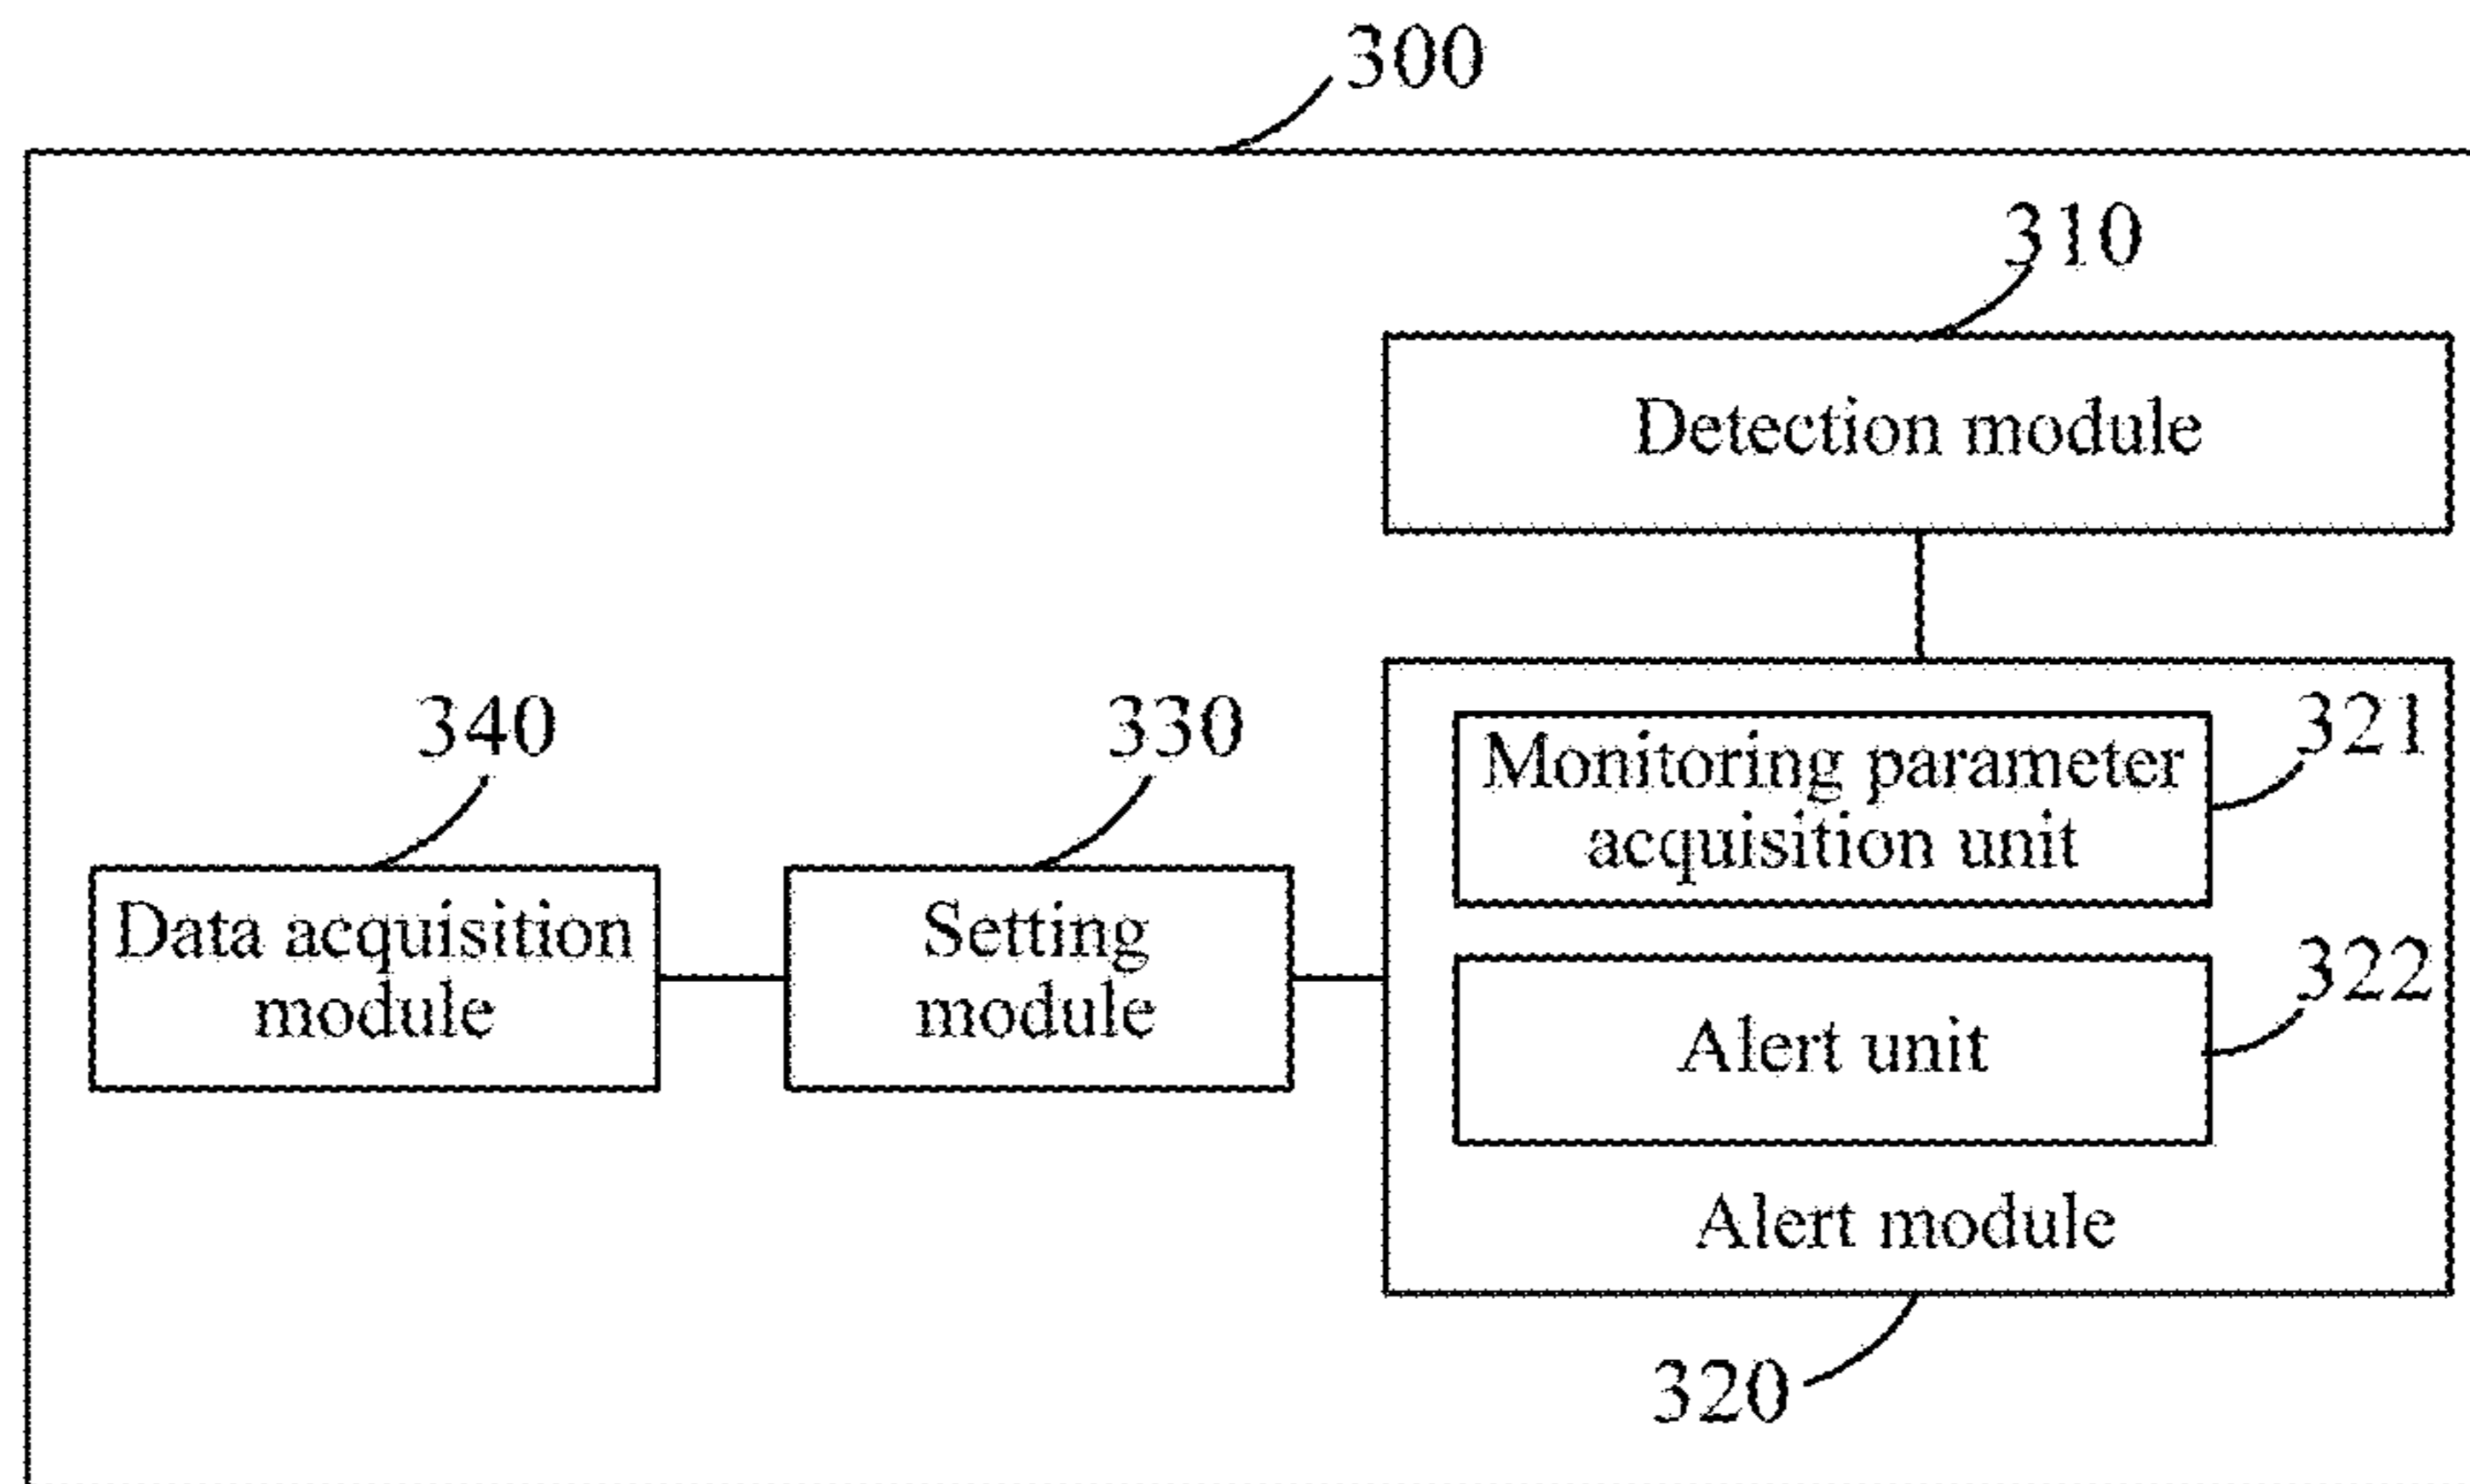 300
310
Detection module
340
330
321
Monitoring parameter
acquisition unit
Data acquisition
module
Setting
module
322
Alert unit
Alert module
320